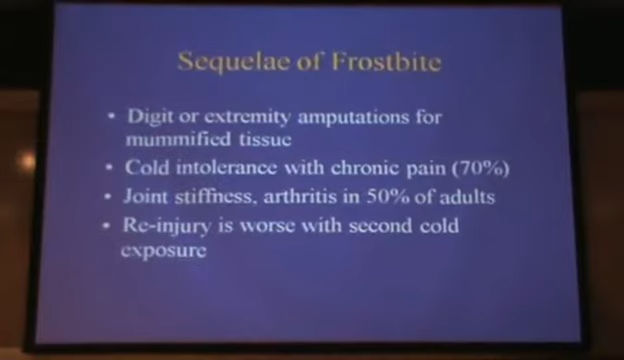 Sequelae of Frostbite
• Digit or extremity amputations for
mummified tissue
• Cold intolerance with chronic pain (70%)
• Joint stiffness, arthritis in 50% of adults
• Re-injury is worse with second cold
exposure